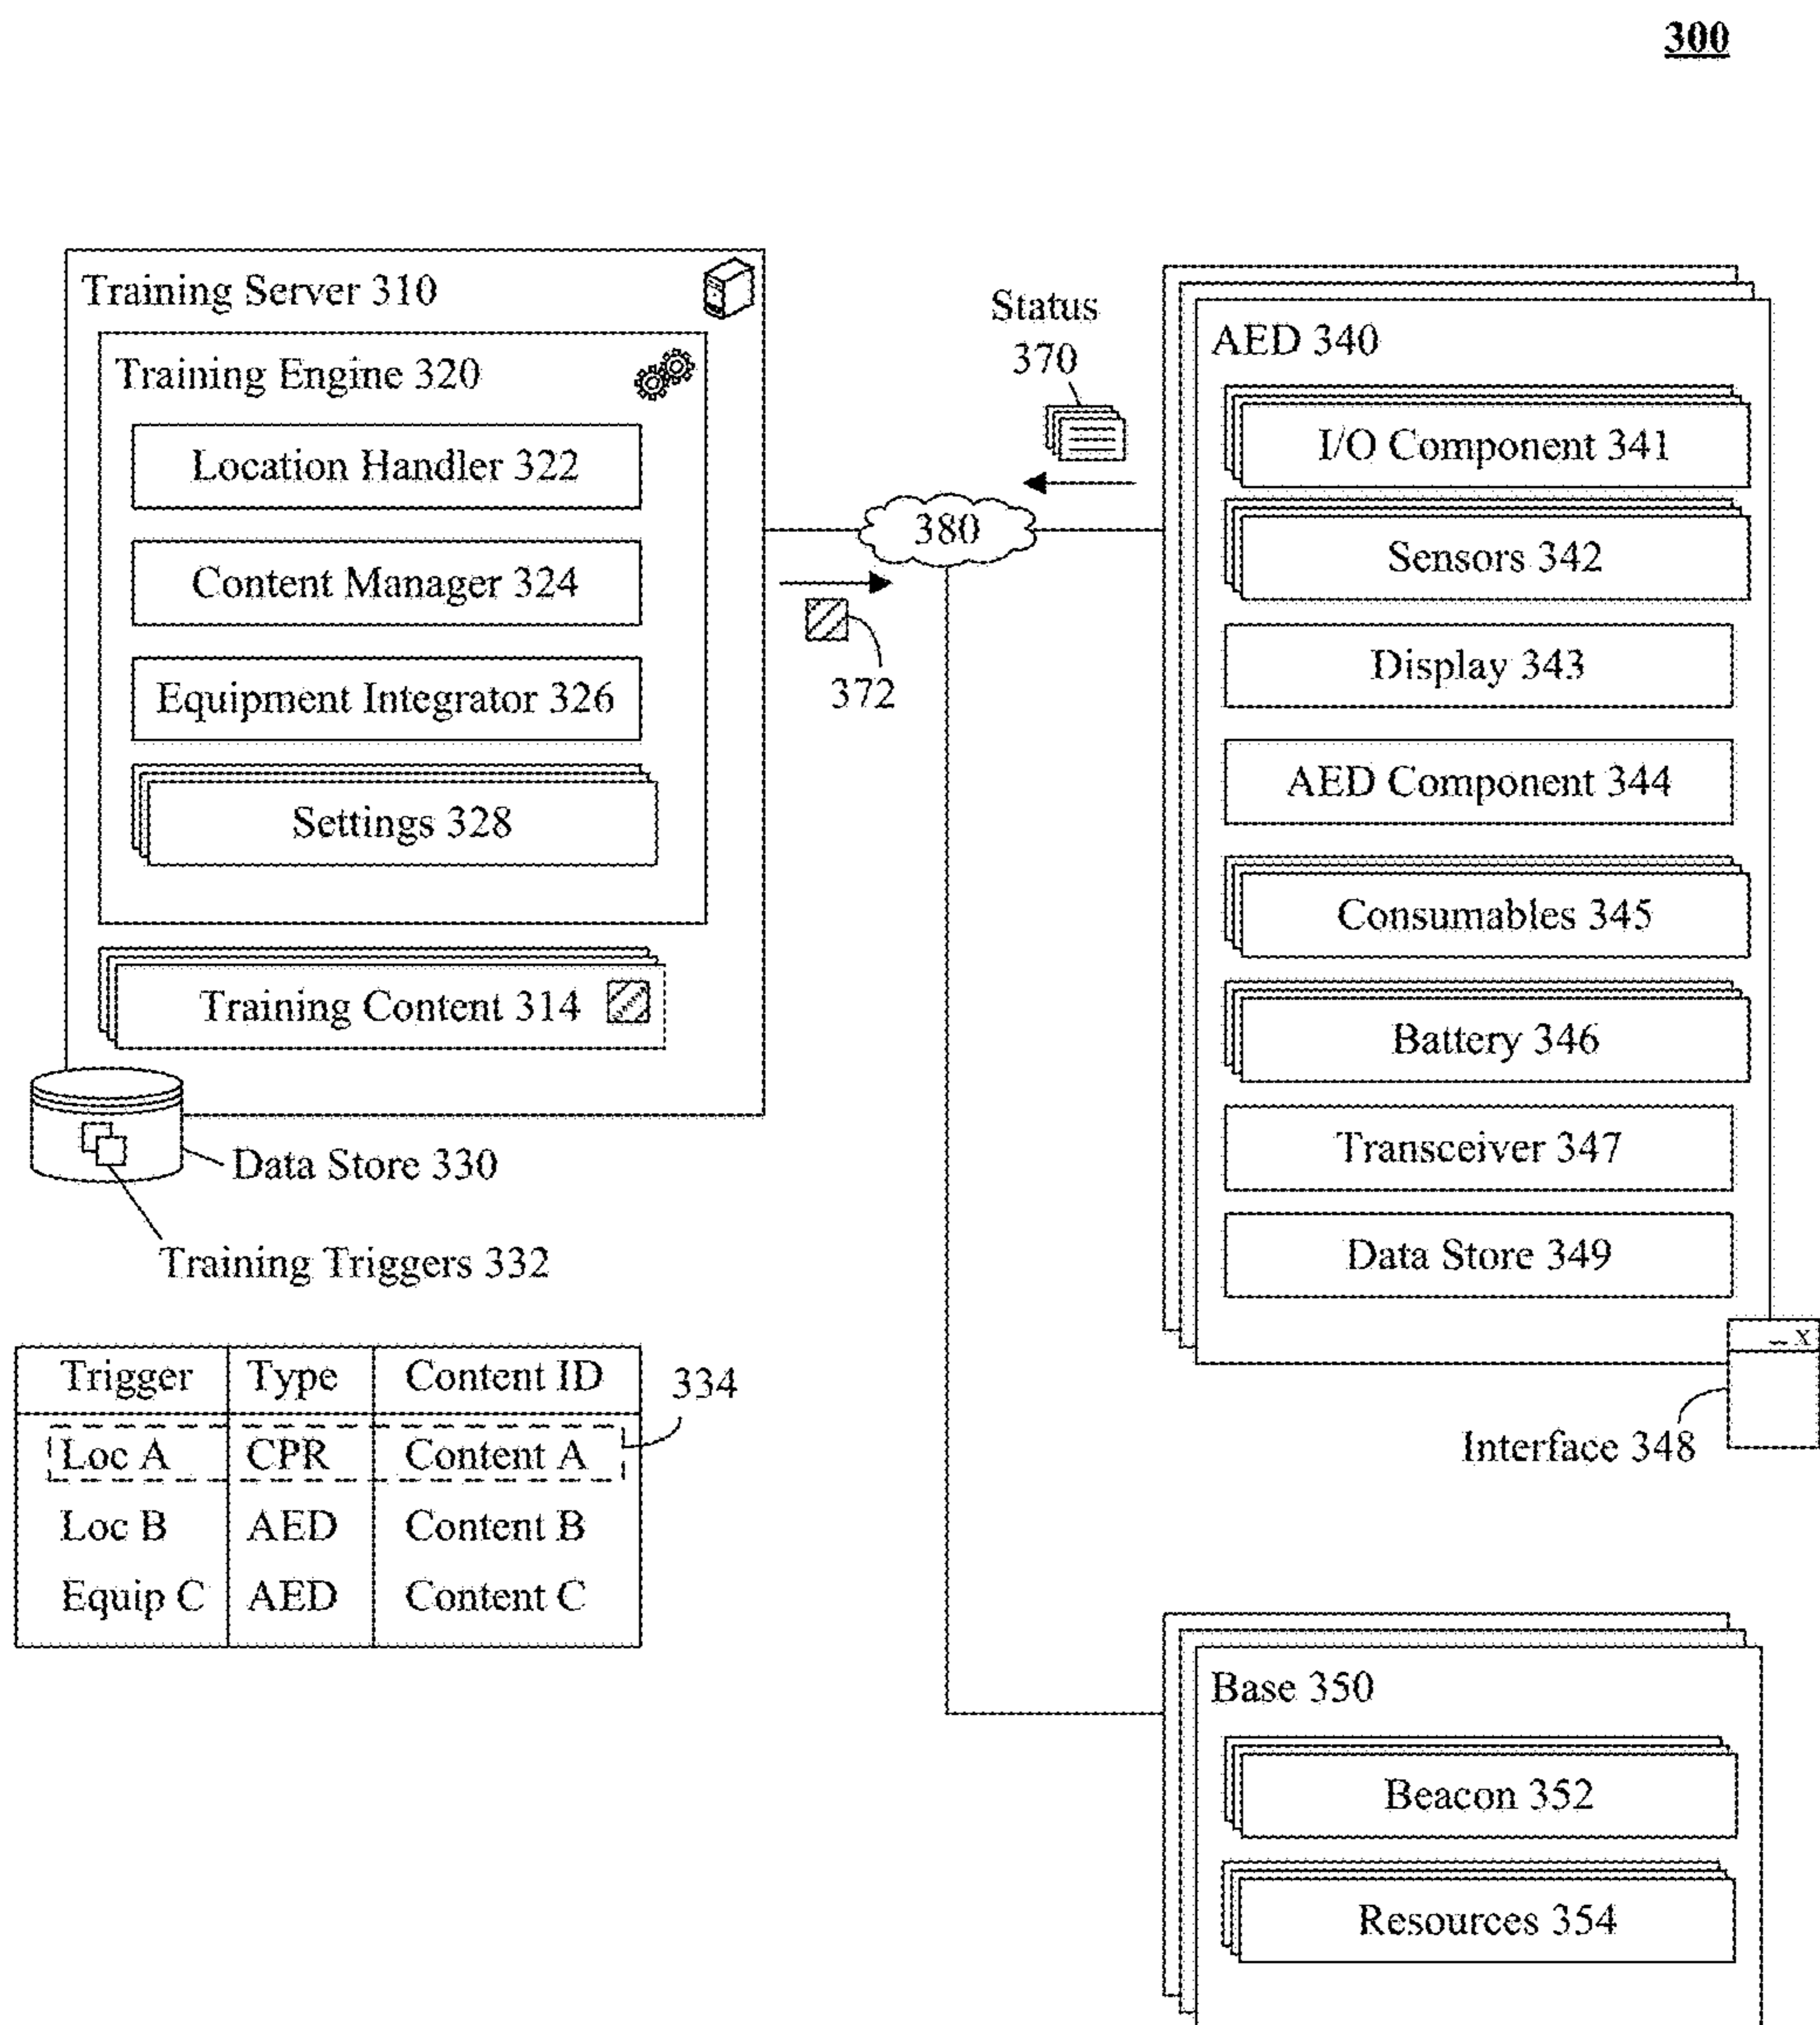 300
Training Server 310
Training Engine 320
Location Handler 322
Content Manager 324
Equipment Integrator 326
Settings 328
Training Content 314
Data Store 330
Training Triggers 332
Trigger Type Content ID
Loc A CPR Content A
Loc B AED Content B
Equip C AED Content C
334
Status
370
380
372
AED 340
I/O Component 341
Sensors 342
Display 343
AED Component 344
Consumables 345
Battery 346
Transceiver 347
Data Store 349
_ x
Interface 348
Base 350
Beacon 352
Resources 354